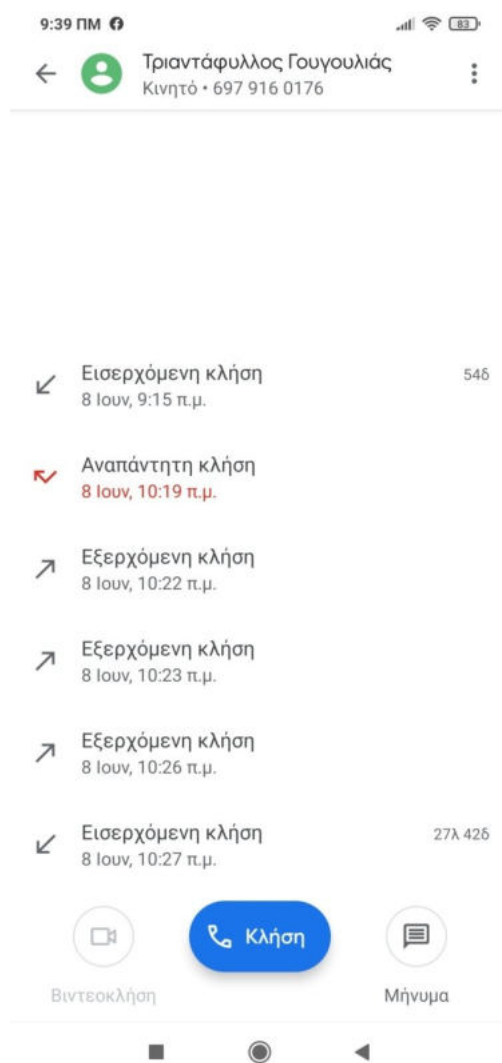 9:39 ΠΜ
83
Τριαντάφυλλος Γουγουλιάς
Κινητό • 697 916 0176
Εισερχόμενη κλήση 54δ
8 Ιουν, 9:15 π.μ.
Αναπάντητη κλήση
8 Ιουν, 10:19 π.μ.
Εξερχόμενη κλήση
8 Ιουν, 10:22 π.μ.
Εξερχόμενη κλήση
8 Ιουν, 10:23 π.μ.
Εξερχόμενη κλήση
8 Ιουν, 10:26 π.μ.
Εισερχόμενη κλήση 27λ 42δ
8 Ιουν, 10:27 π.μ.
Κλήση
Βιντεοκλήση Μήνυμα